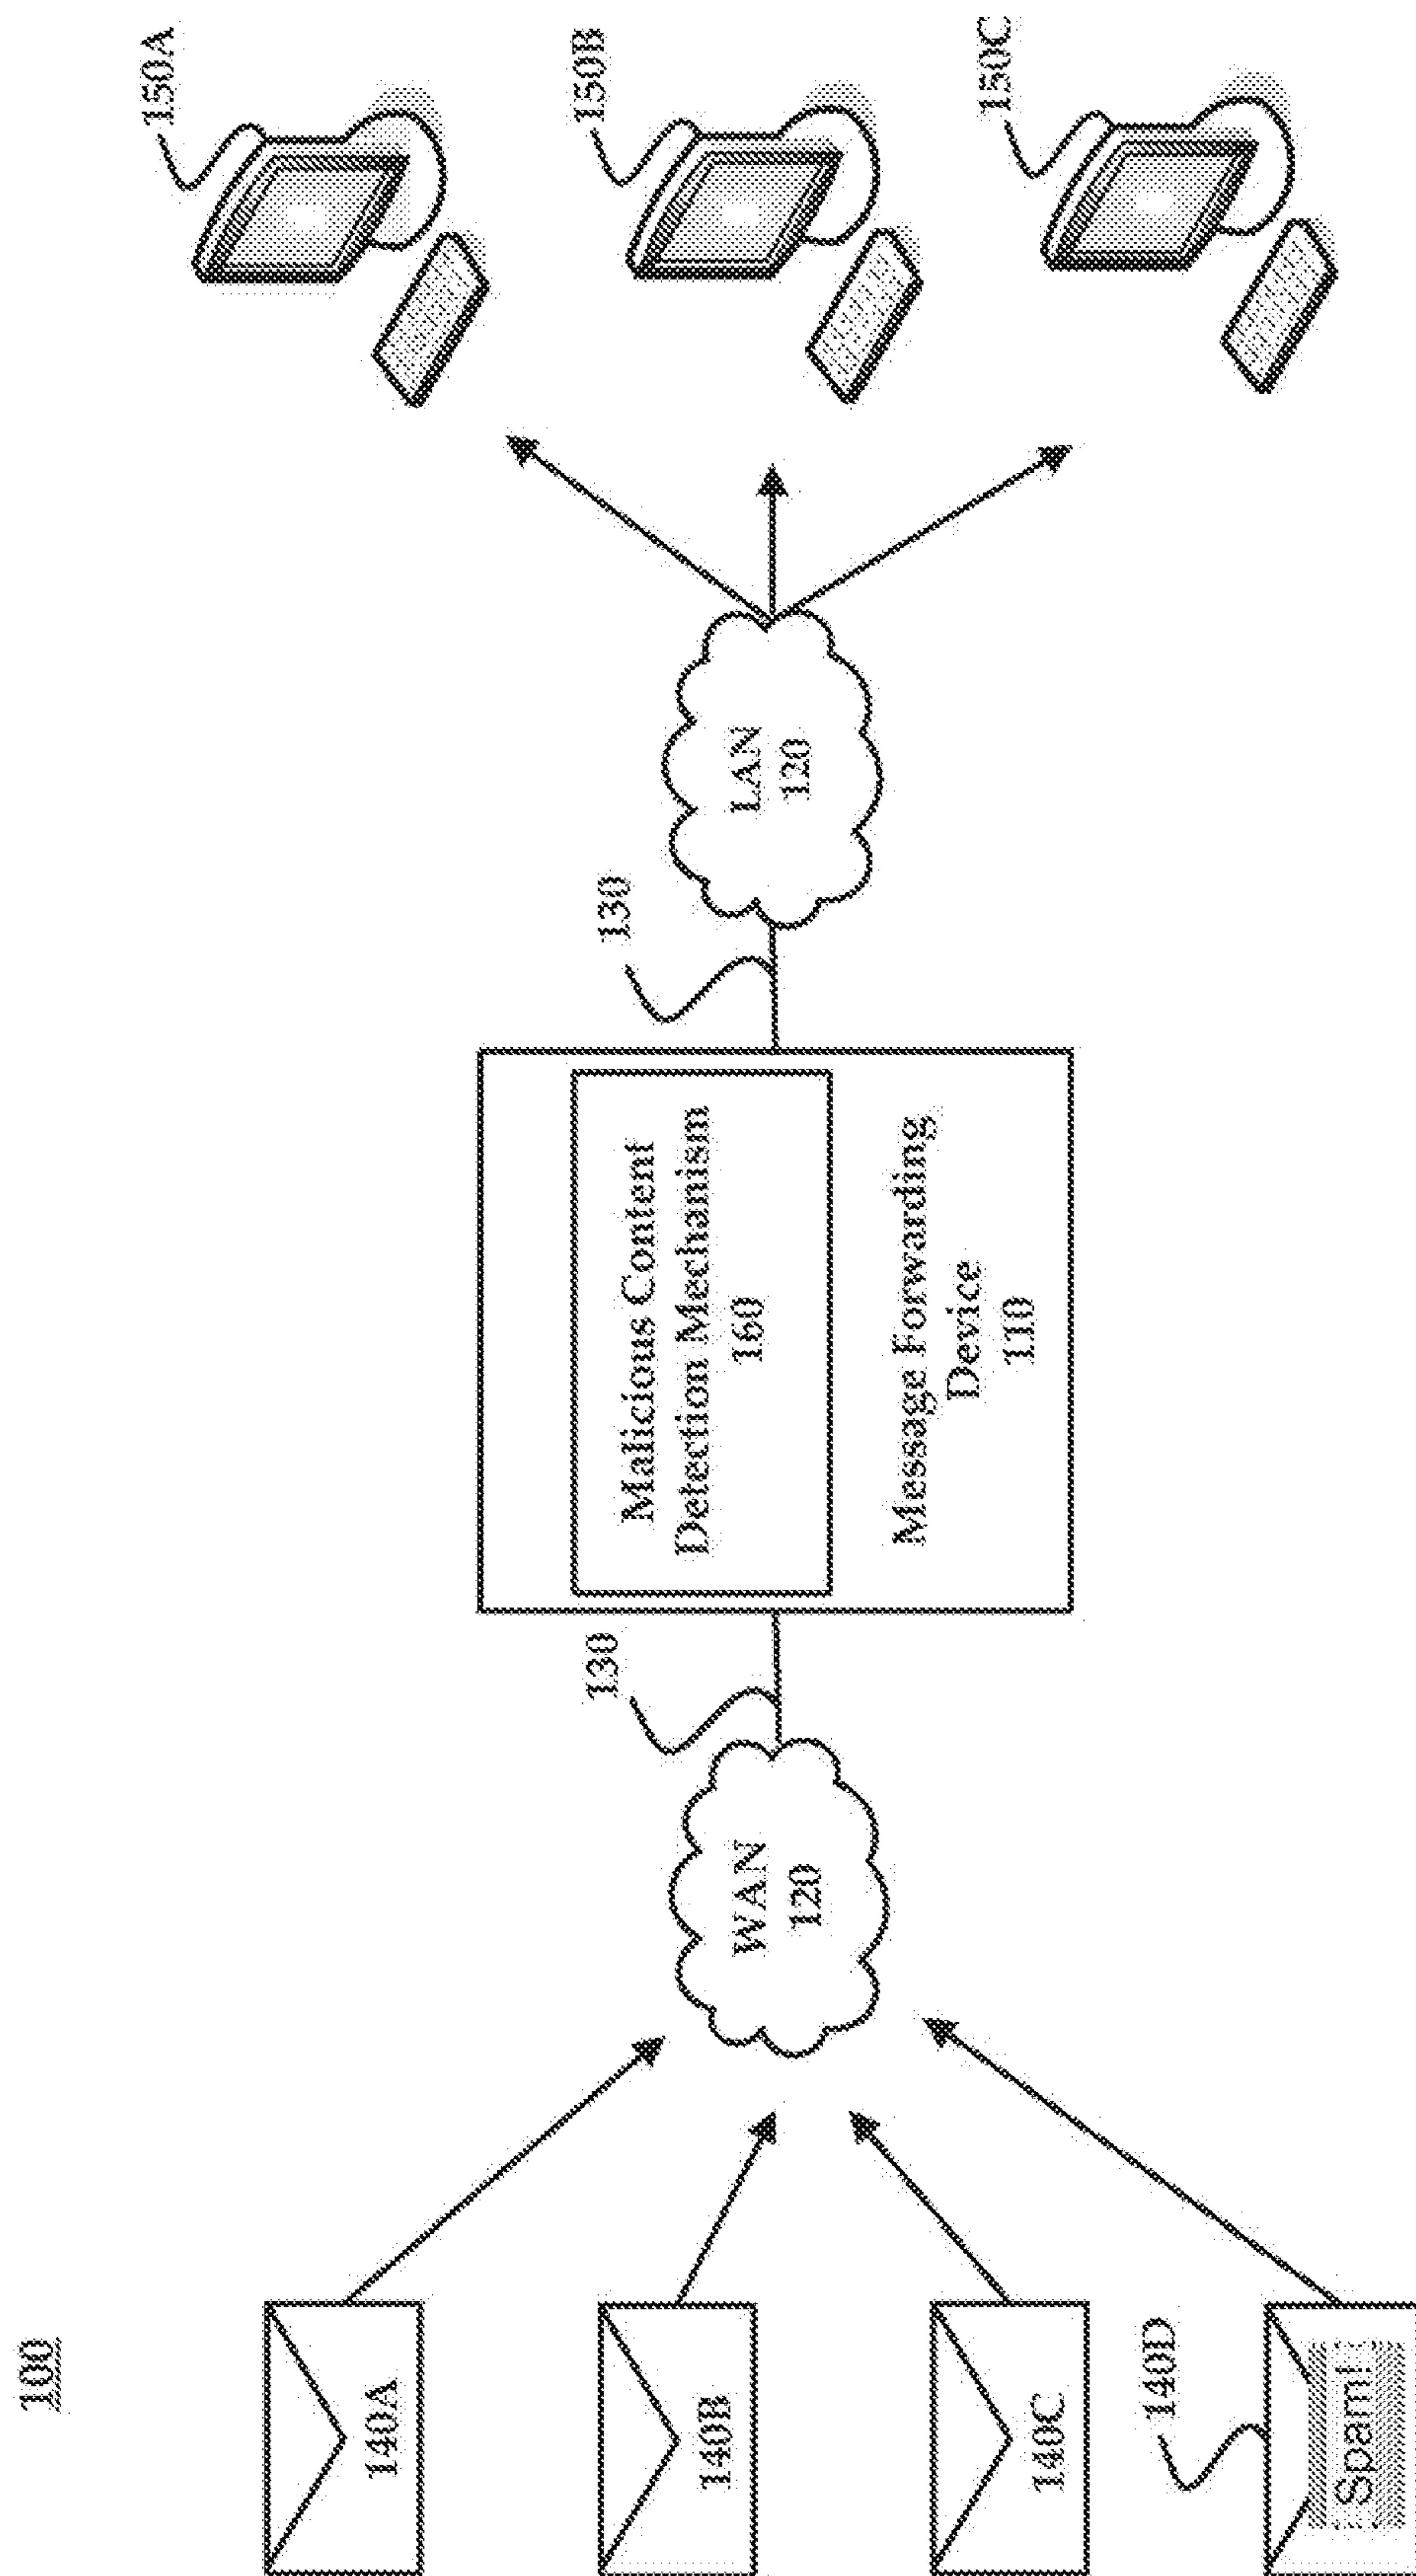 100
140A
140B
140C
140D
Spam!
WAN
120
130
Malicious Content
Detection Mechanism
160
Message Forwarding
Device
110
130
LAN
120
150A
150B
150C